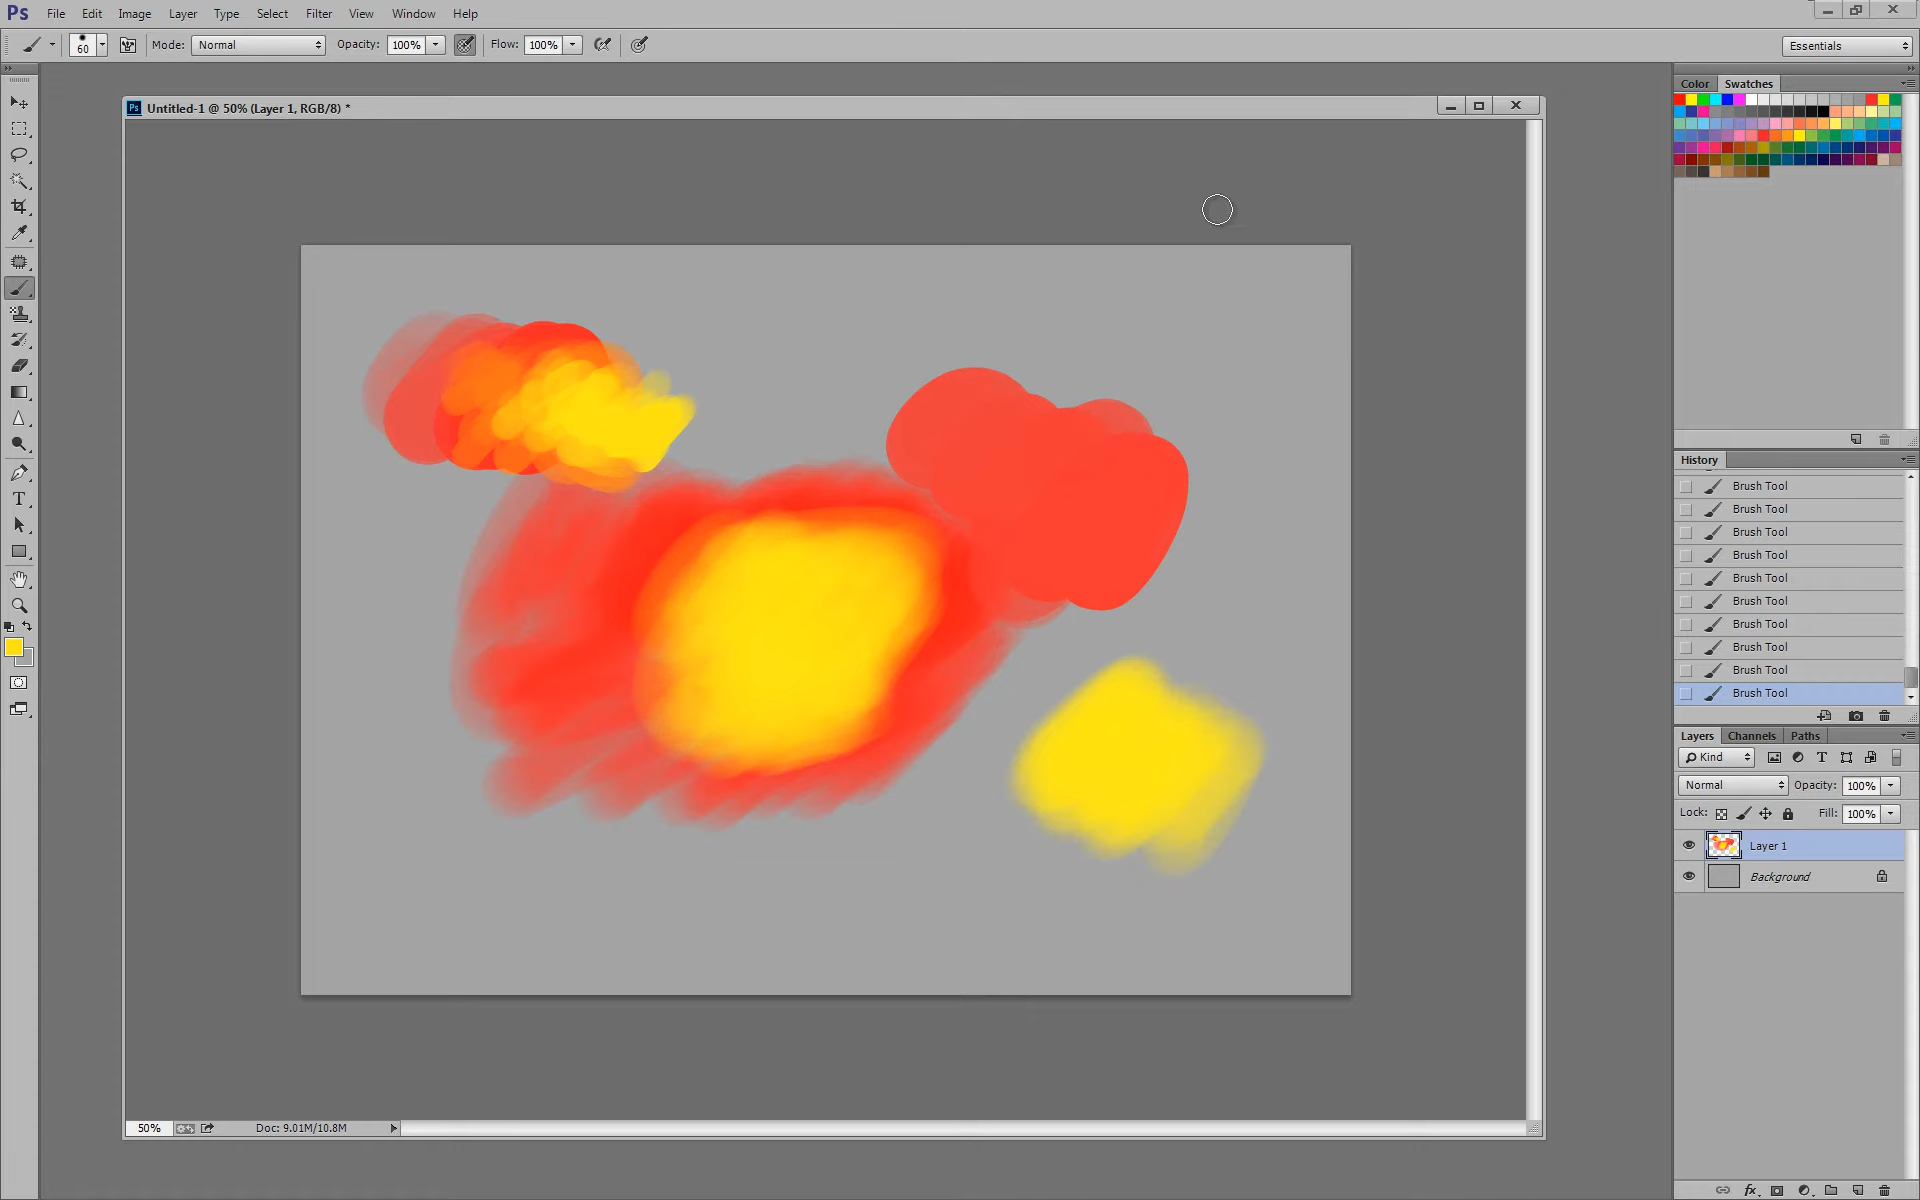 Ps File Edit Image Layer Type Select Filter View Window Help
60 Mode: Normal Opacity: 100% Flow: 100% Essentials
Color Swatches
Ps Untitled-1 @ 50% (Layer 1, RGB/8) *
History
Brush Tool
Brush Tool
Brush Tool
Brush Tool
Brush Tool
Brush Tool
Brush Tool
Brush Tool
Brush Tool
Brush Tool
Layers Channels Paths
Kind T
Normal Opacity: 100%
Lock: Fill: 100%
Layer 1
Background
T
50% Doc: 9.01M/10.8M
fx